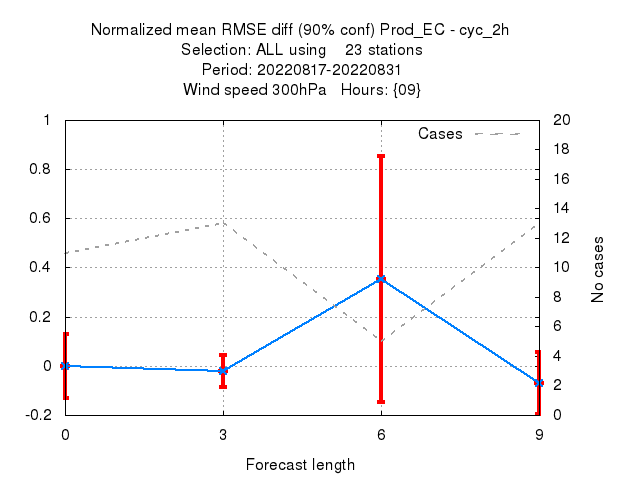 Normalized mean RMSE diff (90% conf) Prod_EC - cyc_2h
Selection: ALL using    23 stations
Period: 20220817-20220831
Wind speed 300hPa   Hours: {09}
Cases
1
0.8
0.6
0.4
0.2
0
-0.2
20
18
16
14
12
10
8
6
4
2
0
No cases
0 3 6 9
Forecast length